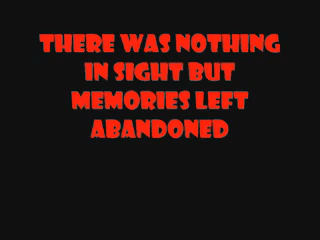 THERE WAS NOTHING
IN SIGHT BUT
MEMORIES LEFT
ABANDONED